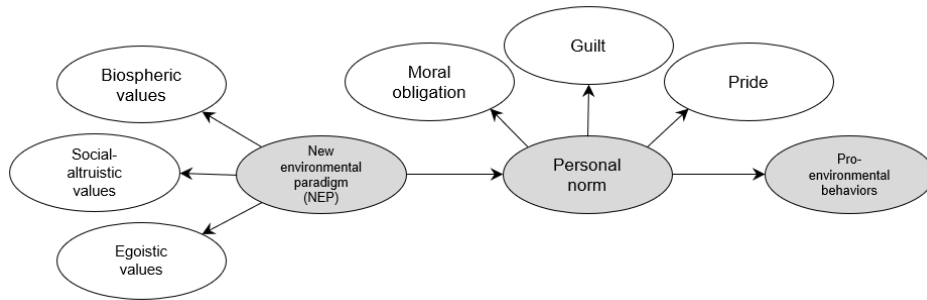 Guilt
Biospheric
values
Moral
obligation
Pride
Social-
altruistic
values
New
environmental
paradigm
(NEP)
Personal
norm
Pro-
environmental
behaviors
Egoistic
values